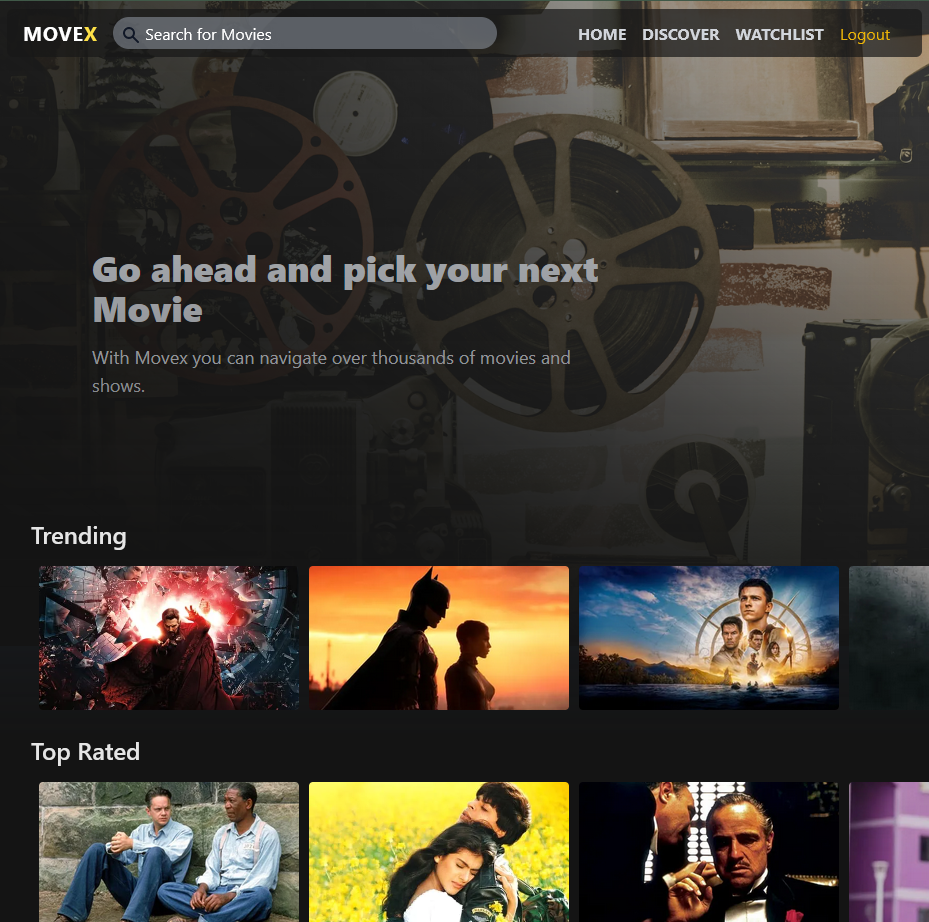 MOVEX
Search for Movies
HOME
DISCOVER
WATCHLIST
Logout
Go ahead and pick your next
Movie
With Movex you can navigate over thousands of movies and
shows.
Trending
Top Rated